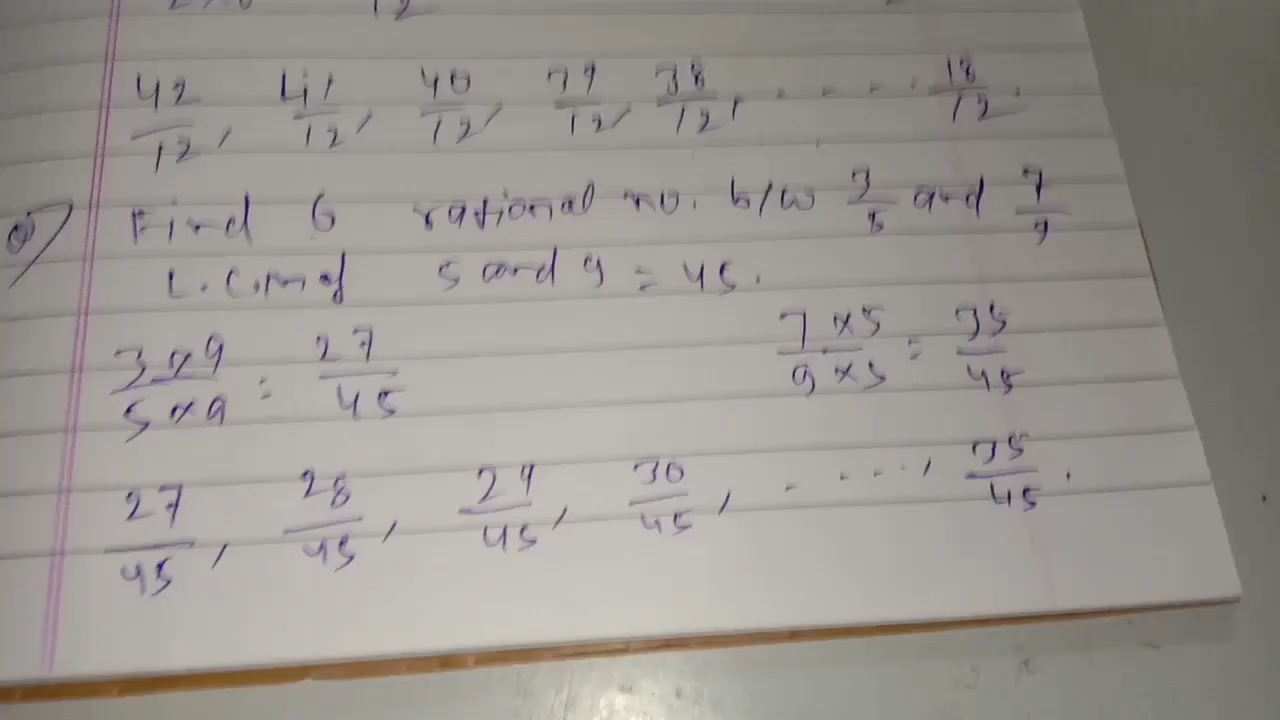 12
42/12, 41/12, 40/12, 39/12, 38/12, ..... 18/12.
Q) Find 6 rational no. b/w 3/5 and 7/9
L.C.M of 5 and 9 = 45.
3×9/5×9 = 27/45 7×5/9×5 = 35/45
27/45, 28/45, 29/45, 30/45, ....., 35/45.